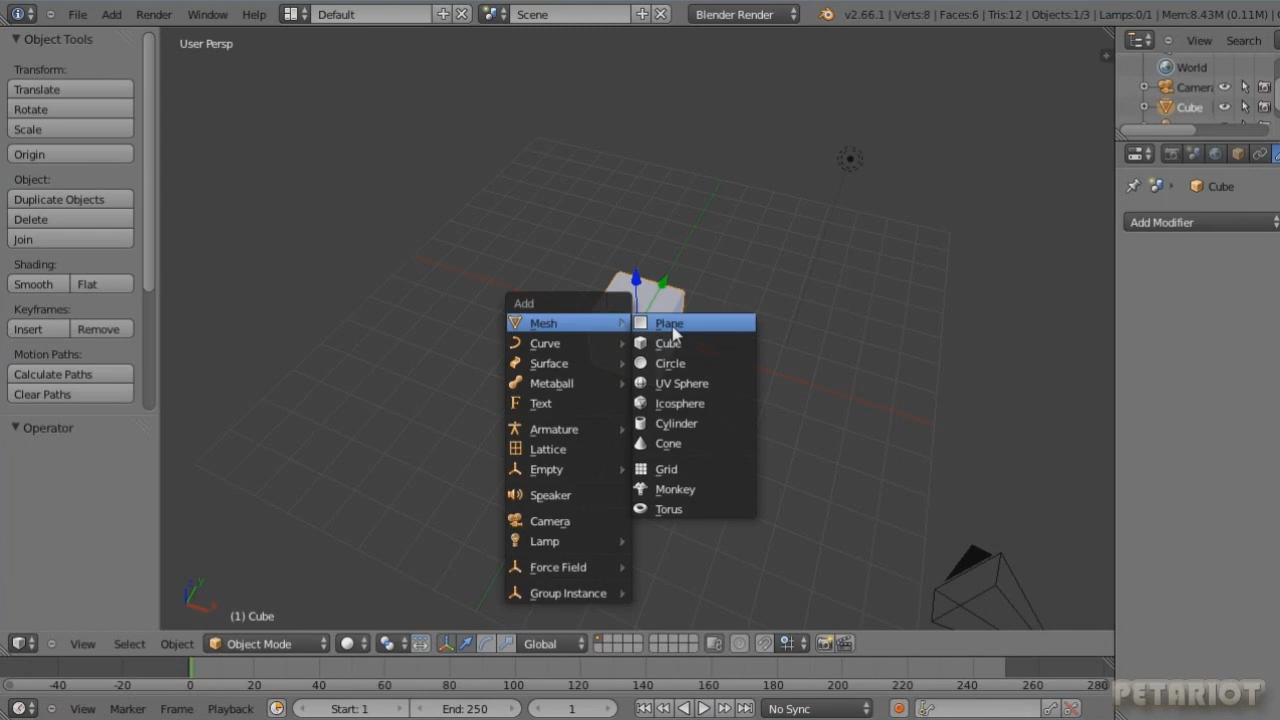 File Add Render Window Help Default Scene Blender Render v2.66.1 | Verts:8 | Faces:6 | Tris:12 | Objects:1/3 | Lamps:0/1 | Mem:8.43M (0.11M) |
Object Tools
Transform:
Translate
Rotate
Scale
Origin
Object:
Duplicate Objects
Delete
Join
Shading:
Smooth Flat
Keyframes:
Insert Remove
Motion Paths:
Calculate Paths
Clear Paths
Operator
User Persp
Add
Mesh
Curve
Surface
Metaball
Text
Armature
Lattice
Empty
Speaker
Camera
Lamp
Force Field
Group Instance
Plane
Cube
Circle
UV Sphere
Icosphere
Cylinder
Cone
Grid
Monkey
Torus
z y x
(1) Cube
View Search
World
Camera
Cube
Cube
Add Modifier
View Select Object Object Mode Global
-40 -20 0 20 40 60 80 100 120 140 160 180 200 220 240 260 280
View Marker Frame Playback Start: 1 End: 250 1 No Sync
PETARIOT